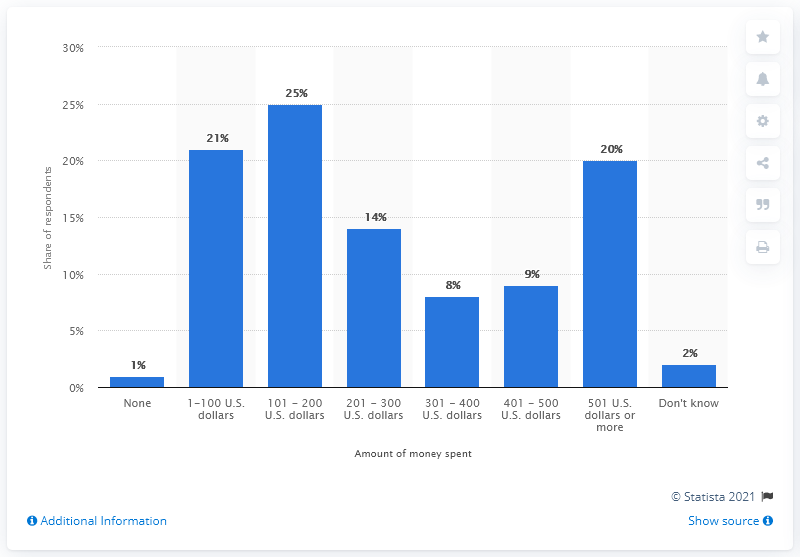 30%
25%
20%
15%
10%
5%
0%
Share of respondents
1%
21%
25%
14%
8%
9%
20%
2%
None
1–100 U.S.
dollars
101 – 200
U.S. dollars
201 – 300
U.S. dollars
301 – 400
U.S. dollars
401 – 500
U.S. dollars
501 U.S.
dollars or
more
Don't know
Amount of money spent
© Statista 2021
Additional Information
Show source